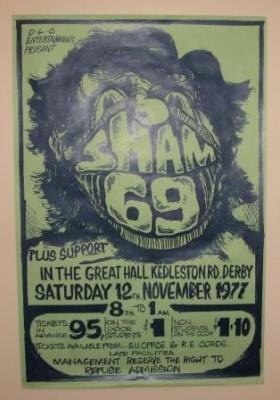 D-L-C
ENTERTAINMENTS
PRESENT
SHAM
69
PLUS SUPPORT
IN THE GREAT HALL KEDLESTON RD. DERBY
SATURDAY 12TH NOVEMBER 1977
8PM TO 1AM
TICKETS IN ADVANCE 95P ON THE DOOR STUDENTS £1 NON STUDENTS ON THE DOOR £1·10
TICKETS AVAILABLE FROM S.U. OFFICE & R.E. CORDS.
LATE FACILITIES
MANAGEMENT RESERVE THE RIGHT TO
REFUSE ADMISSION